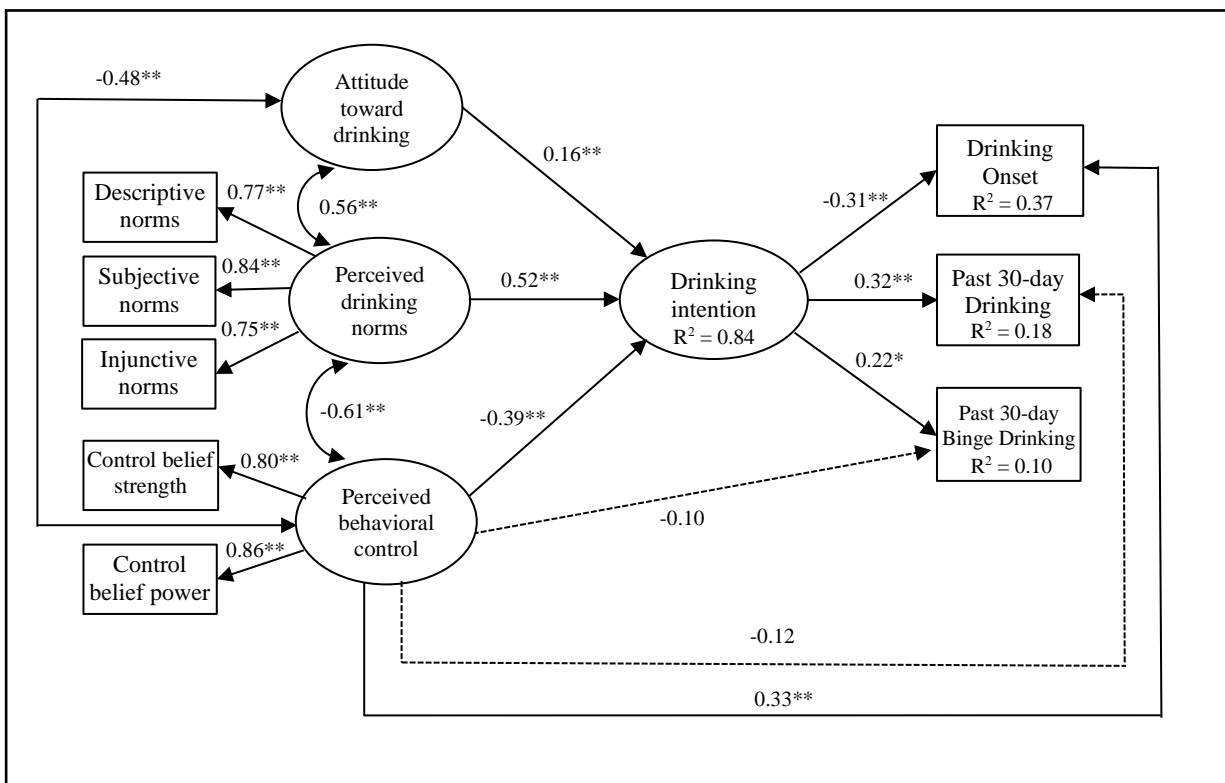 -0.48**
Attitude
toward
drinking
0.16**
Drinking
Onset
R² = 0.37
Descriptive
norms
0.77**
0.56**
-0.31**
Subjective
norms
0.84**
Perceived
drinking
norms
0.52**
Drinking
intention
R² = 0.84
0.32**
Past 30-day
Drinking
R² = 0.18
Injunctive
norms
0.75**
0.22*
-0.61**
-0.39**
Past 30-day
Binge Drinking
R² = 0.10
Control belief
strength
0.80**
Perceived
behavioral
control
-0.10
Control
belief power
0.86**
-0.12
0.33**